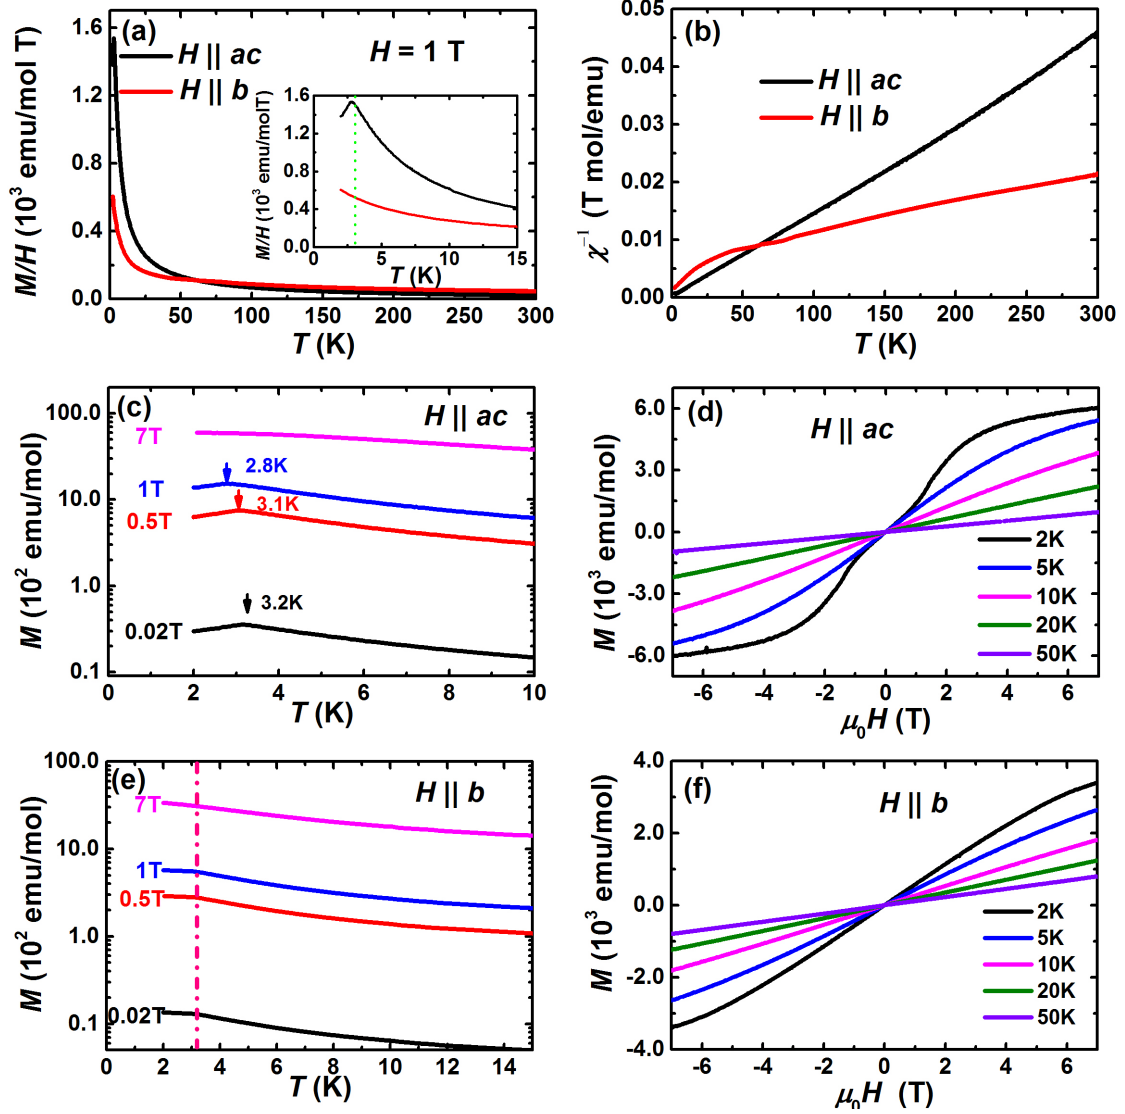 (a)
H || ac
H || b
H = 1 T
M/H (10³ emu/mol T)
1.6
1.2
0.8
0.4
0.0
0 50 100 150 200 250 300
T (K)
M/H (10³ emu/molT)
1.6
1.2
0.8
0.4
0.0
0 5 10 15
T (K)
(b)
H || ac
H || b
χ⁻¹ (T mol/emu)
0.05
0.04
0.03
0.02
0.01
0.00
0 50 100 150 200 250 300
T (K)
(c)
H || ac
M (10² emu/mol)
100.0
10.0
1.0
0.1
7T
1T
0.5T
0.02T
2.8K
3.1K
3.2K
0 2 4 6 8 10
T (K)
(d)
H || ac
M (10³ emu/mol)
6.0
3.0
0.0
-3.0
-6.0
2K
5K
10K
20K
50K
-6 -4 -2 0 2 4 6
μ₀H (T)
(e)
H || b
M (10² emu/mol)
100.0
10.0
1.0
0.1
7T
1T
0.5T
0.02T
0 2 4 6 8 10 12 14
T (K)
(f)
H || b
M (10³ emu/mol)
4.0
2.0
0.0
-2.0
-4.0
2K
5K
10K
20K
50K
-6 -4 -2 0 2 4 6
μ₀H (T)